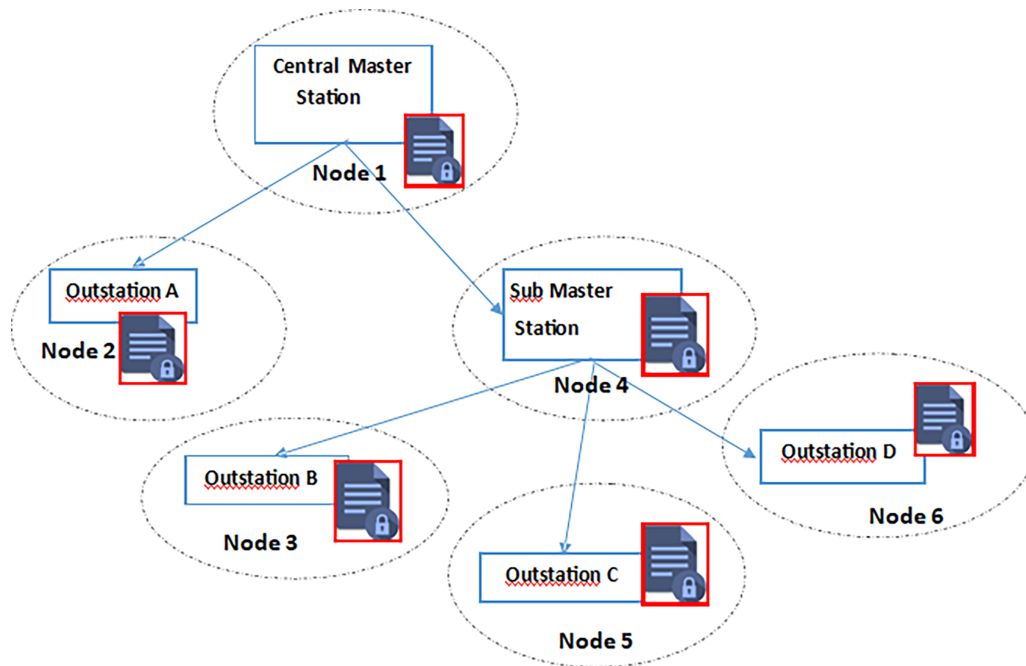 Central Master
Station
Node 1
Outstation A
Node 2
Sub Master
Station
Node 4
Outstation B
Node 3
Outstation D
Node 6
Outstation C
Node 5